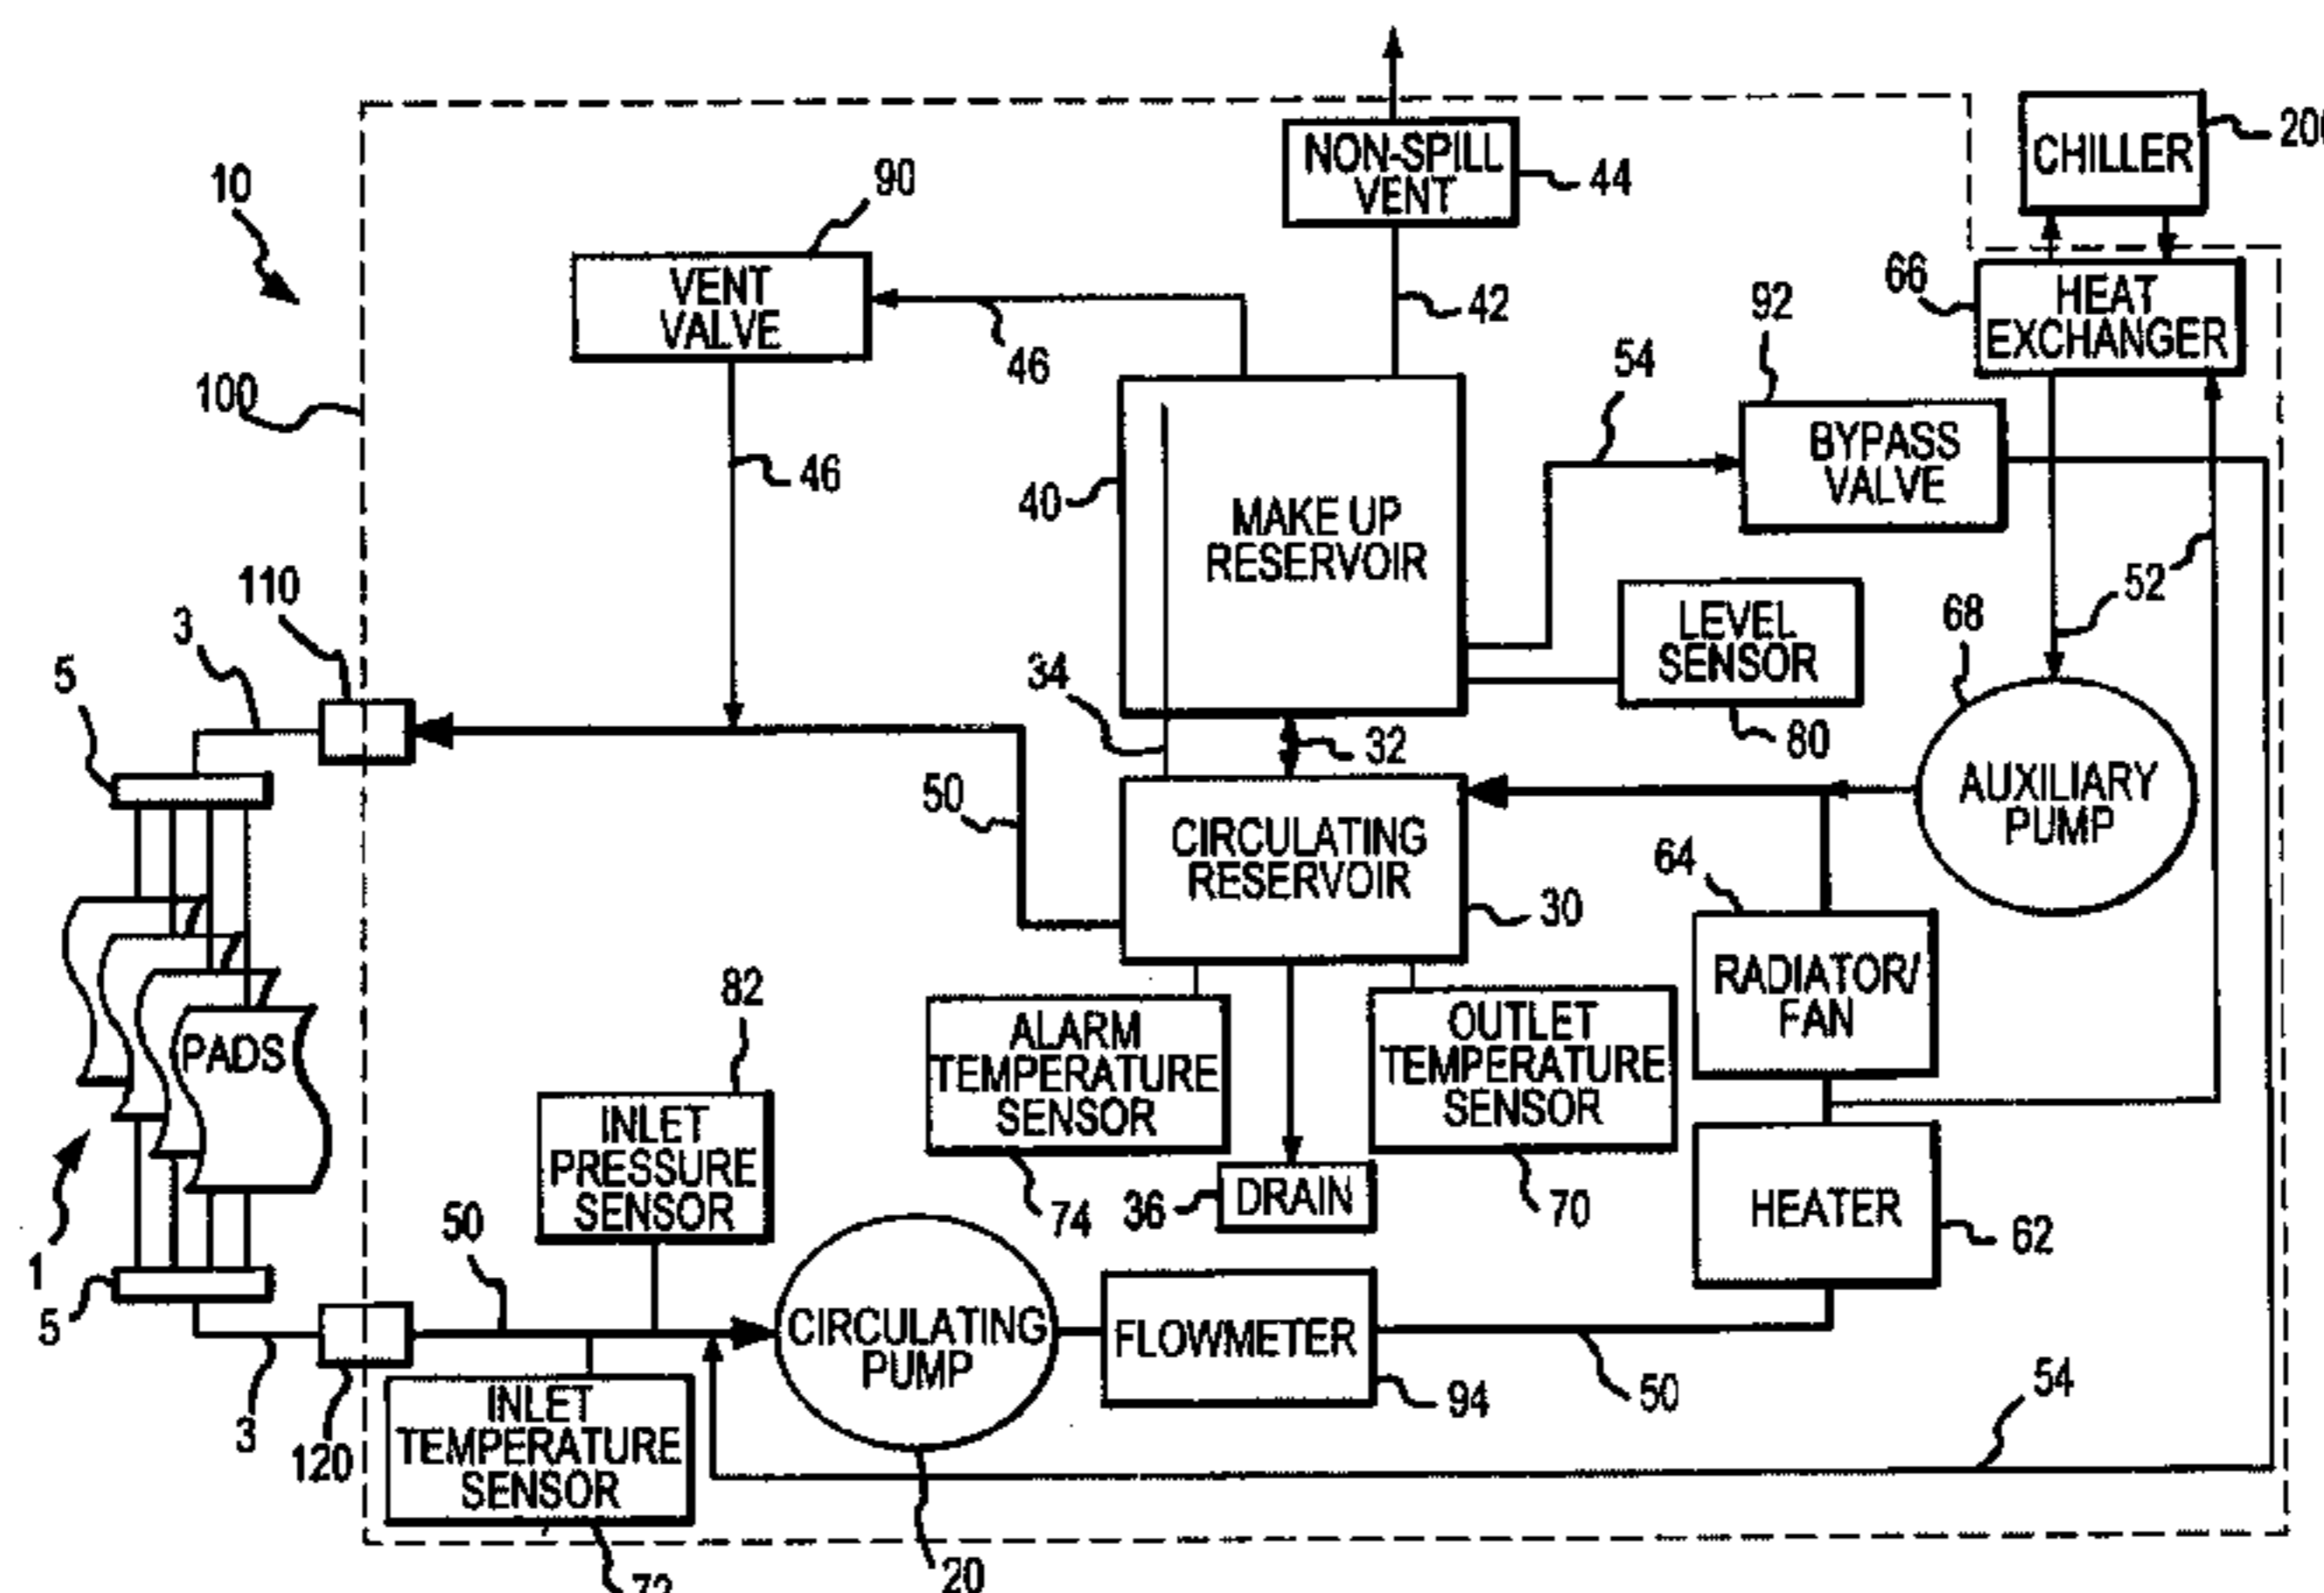 10
100
90
VENT
VALVE
46
46
NON-SPILL
VENT
44
42
CHILLER
66
HEAT
EXCHANGER
92
54
BYPASS
VALVE
40
MAKE UP
RESERVOIR
52
LEVEL
SENSOR
80
68
AUXILIARY
PUMP
110
3
5
34
32
50
CIRCULATING
RESERVOIR
30
64
RADIATOR/
FAN
PADS
1
5
3
120
82
INLET
PRESSURE
SENSOR
ALARM
TEMPERATURE
SENSOR
74
OUTLET
TEMPERATURE
SENSOR
70
36
DRAIN
HEATER
62
50
CIRCULATING
PUMP
20
FLOWMETER
94
50
54
INLET
TEMPERATURE
SENSOR